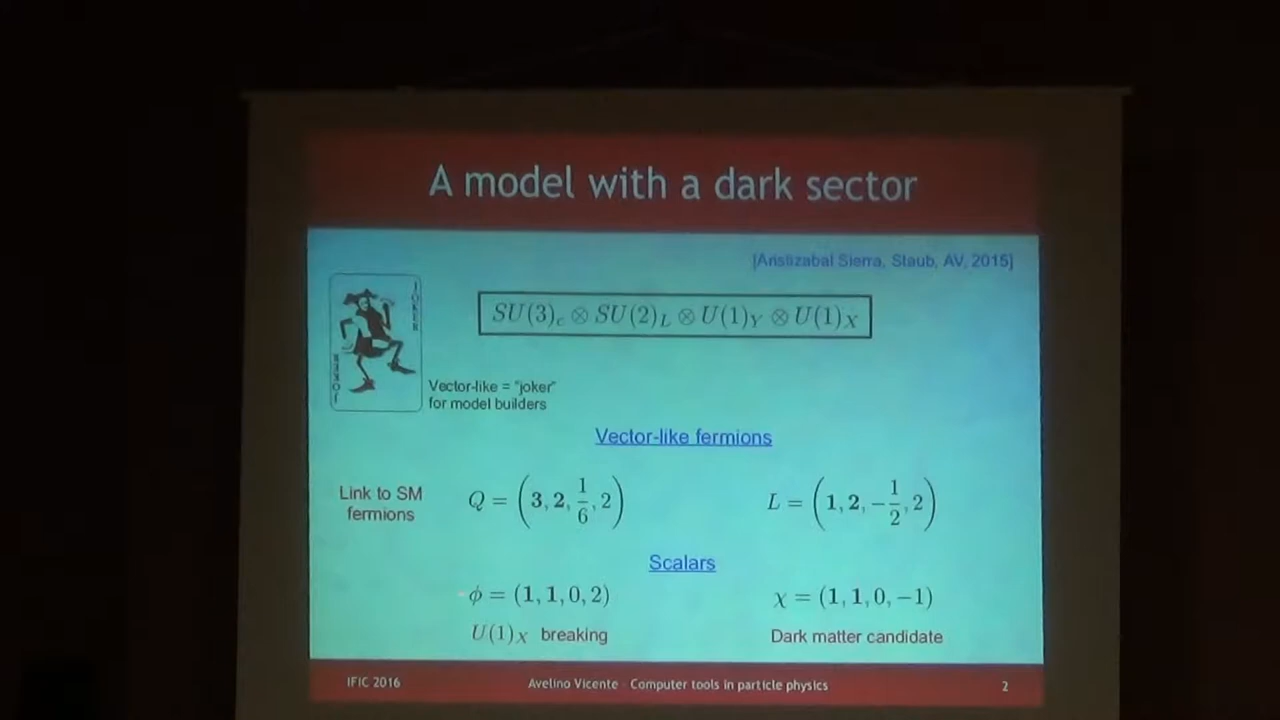 A model with a dark sector
[Aristizabal Sierra, Staub, AV, 2015]
JOKER
SU(3)_c ⊗ SU(2)_L ⊗ U(1)_Y ⊗ U(1)_X
JOKER
Vector-like = "joker"
for model builders
Vector-like fermions
Link to SM
fermions
Q = (3, 2, 1/6, 2)
L = (1, 2, -1/2, 2)
Scalars
ϕ = (1, 1, 0, 2)
χ = (1, 1, 0, -1)
U(1)_X breaking
Dark matter candidate
IFIC 2016
Avelino Vicente - Computer tools in particle physics
2